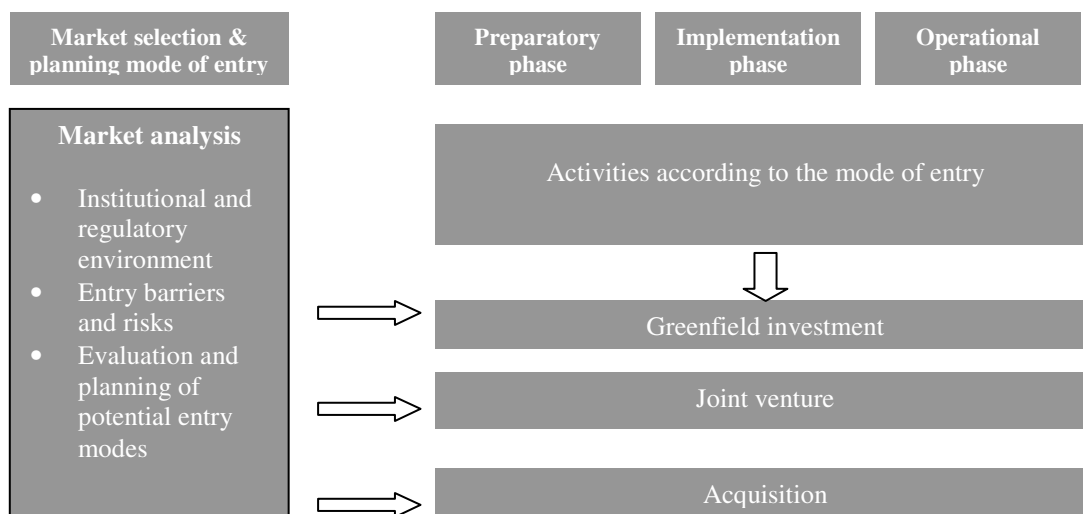 Market selection &
planning mode of entry
Preparatory
phase
Implementation
phase
Operational
phase
Market analysis
• Institutional and
regulatory
environment
• Entry barriers
and risks
• Evaluation and
planning of
potential entry
modes
Activities according to the mode of entry
Greenfield investment
Joint venture
Acquisition